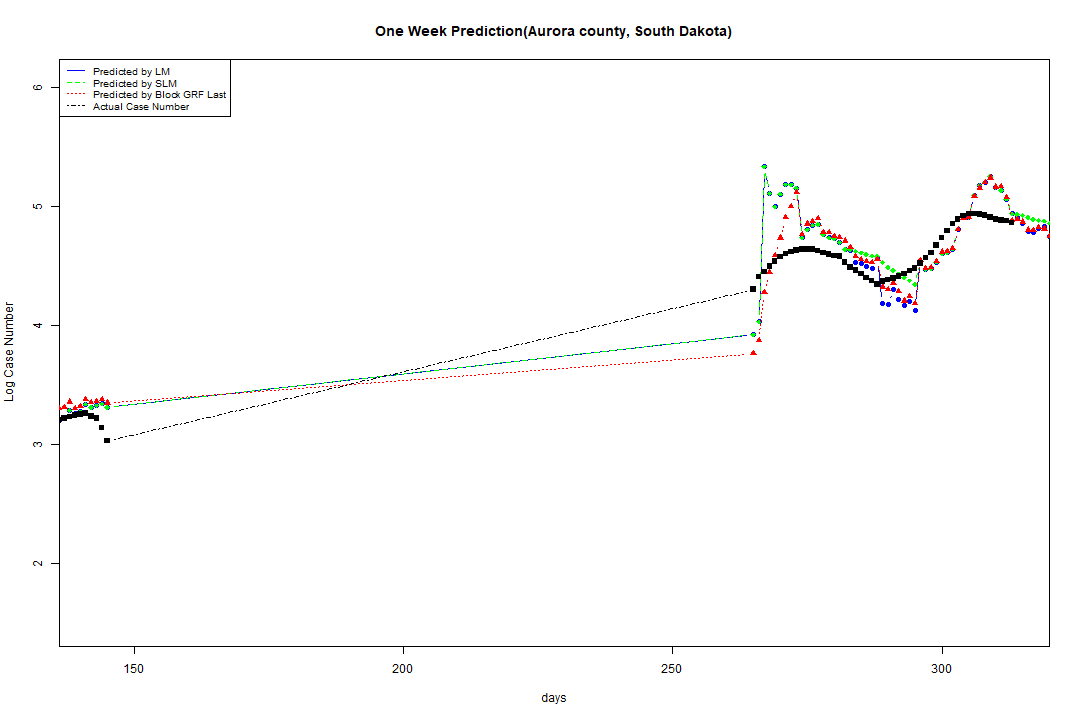 One Week Prediction(Aurora county, South Dakota)
Predicted by LM
Predicted by SLM
Predicted by Block GRF Last
Actual Case Number
6
5
4
3
2
Log Case Number
150
200
250
300
days